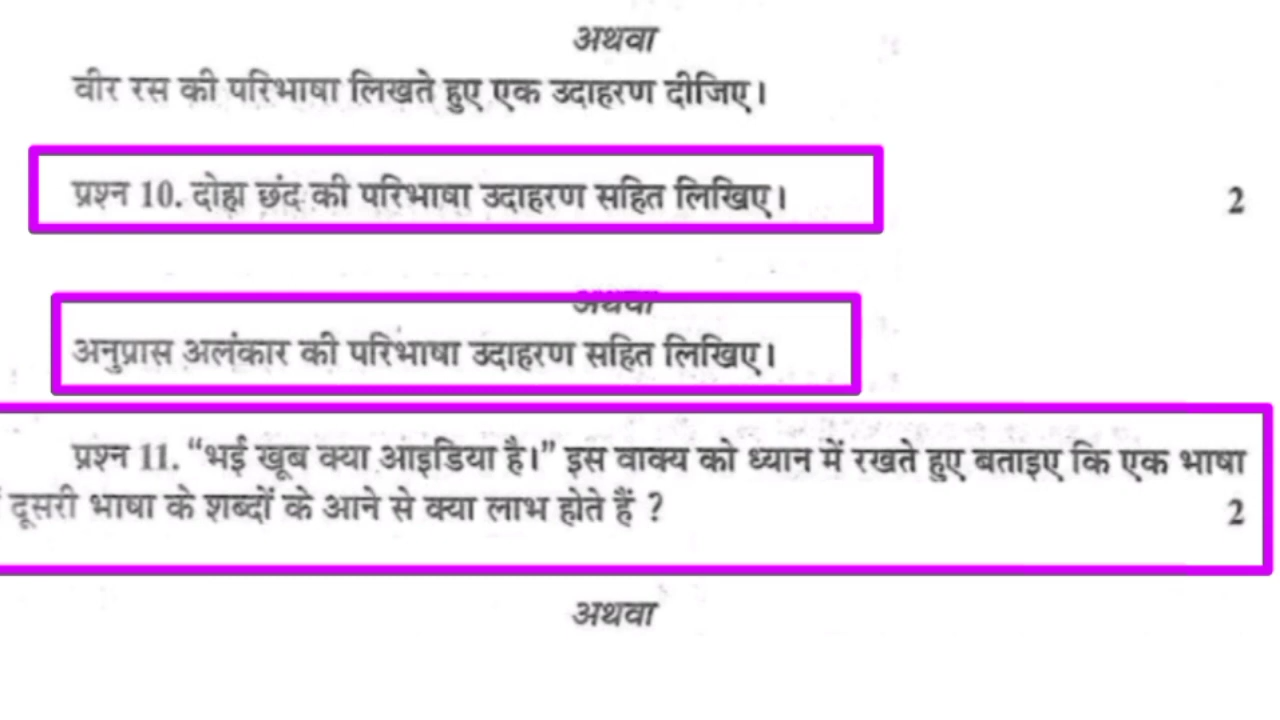 अथवा
वीर रस की परिभाषा लिखते हुए एक उदाहरण दीजिए।
प्रश्न 10. दोहा छंद की परिभाषा उदाहरण सहित लिखिए। 2
अथवा
अनुप्रास अलंकार की परिभाषा उदाहरण सहित लिखिए।
प्रश्न 11. “भई खूब क्या आइडिया है।” इस वाक्य को ध्यान में रखते हुए बताइए कि एक भाषा
दूसरी भाषा के शब्दों के आने से क्या लाभ होते हैं ? 2
अथवा